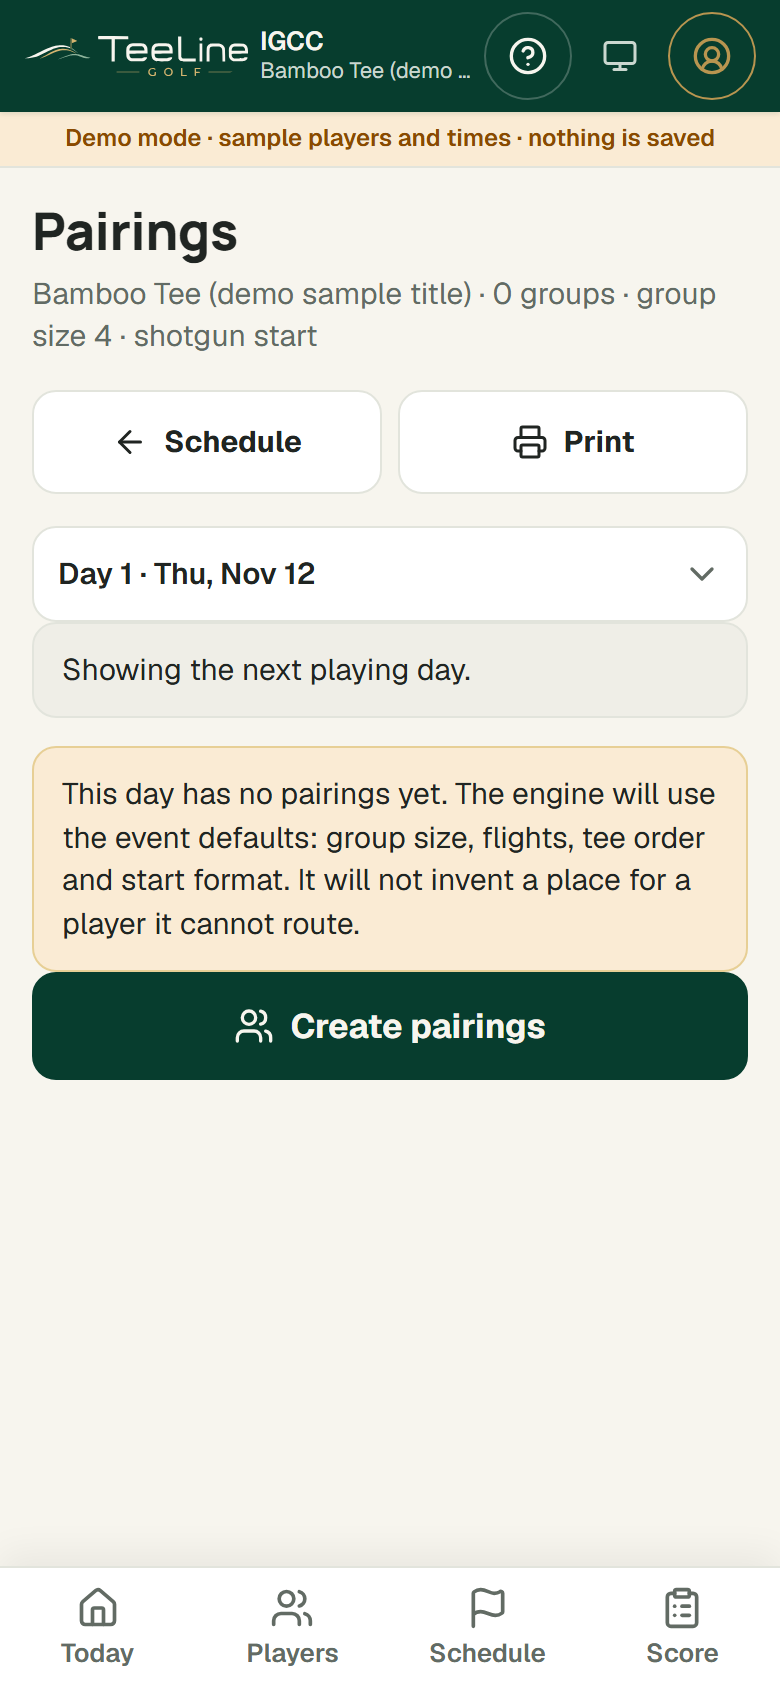 TeeLine
GOLF
IGCC
Bamboo Tee (demo ...
Demo mode · sample players and times · nothing is saved
Pairings
Bamboo Tee (demo sample title) · 0 groups · group
size 4 · shotgun start
Schedule
Print
Day 1 · Thu, Nov 12
Showing the next playing day.
This day has no pairings yet. The engine will use
the event defaults: group size, flights, tee order
and start format. It will not invent a place for a
player it cannot route.
Create pairings
Today
Players
Schedule
Score